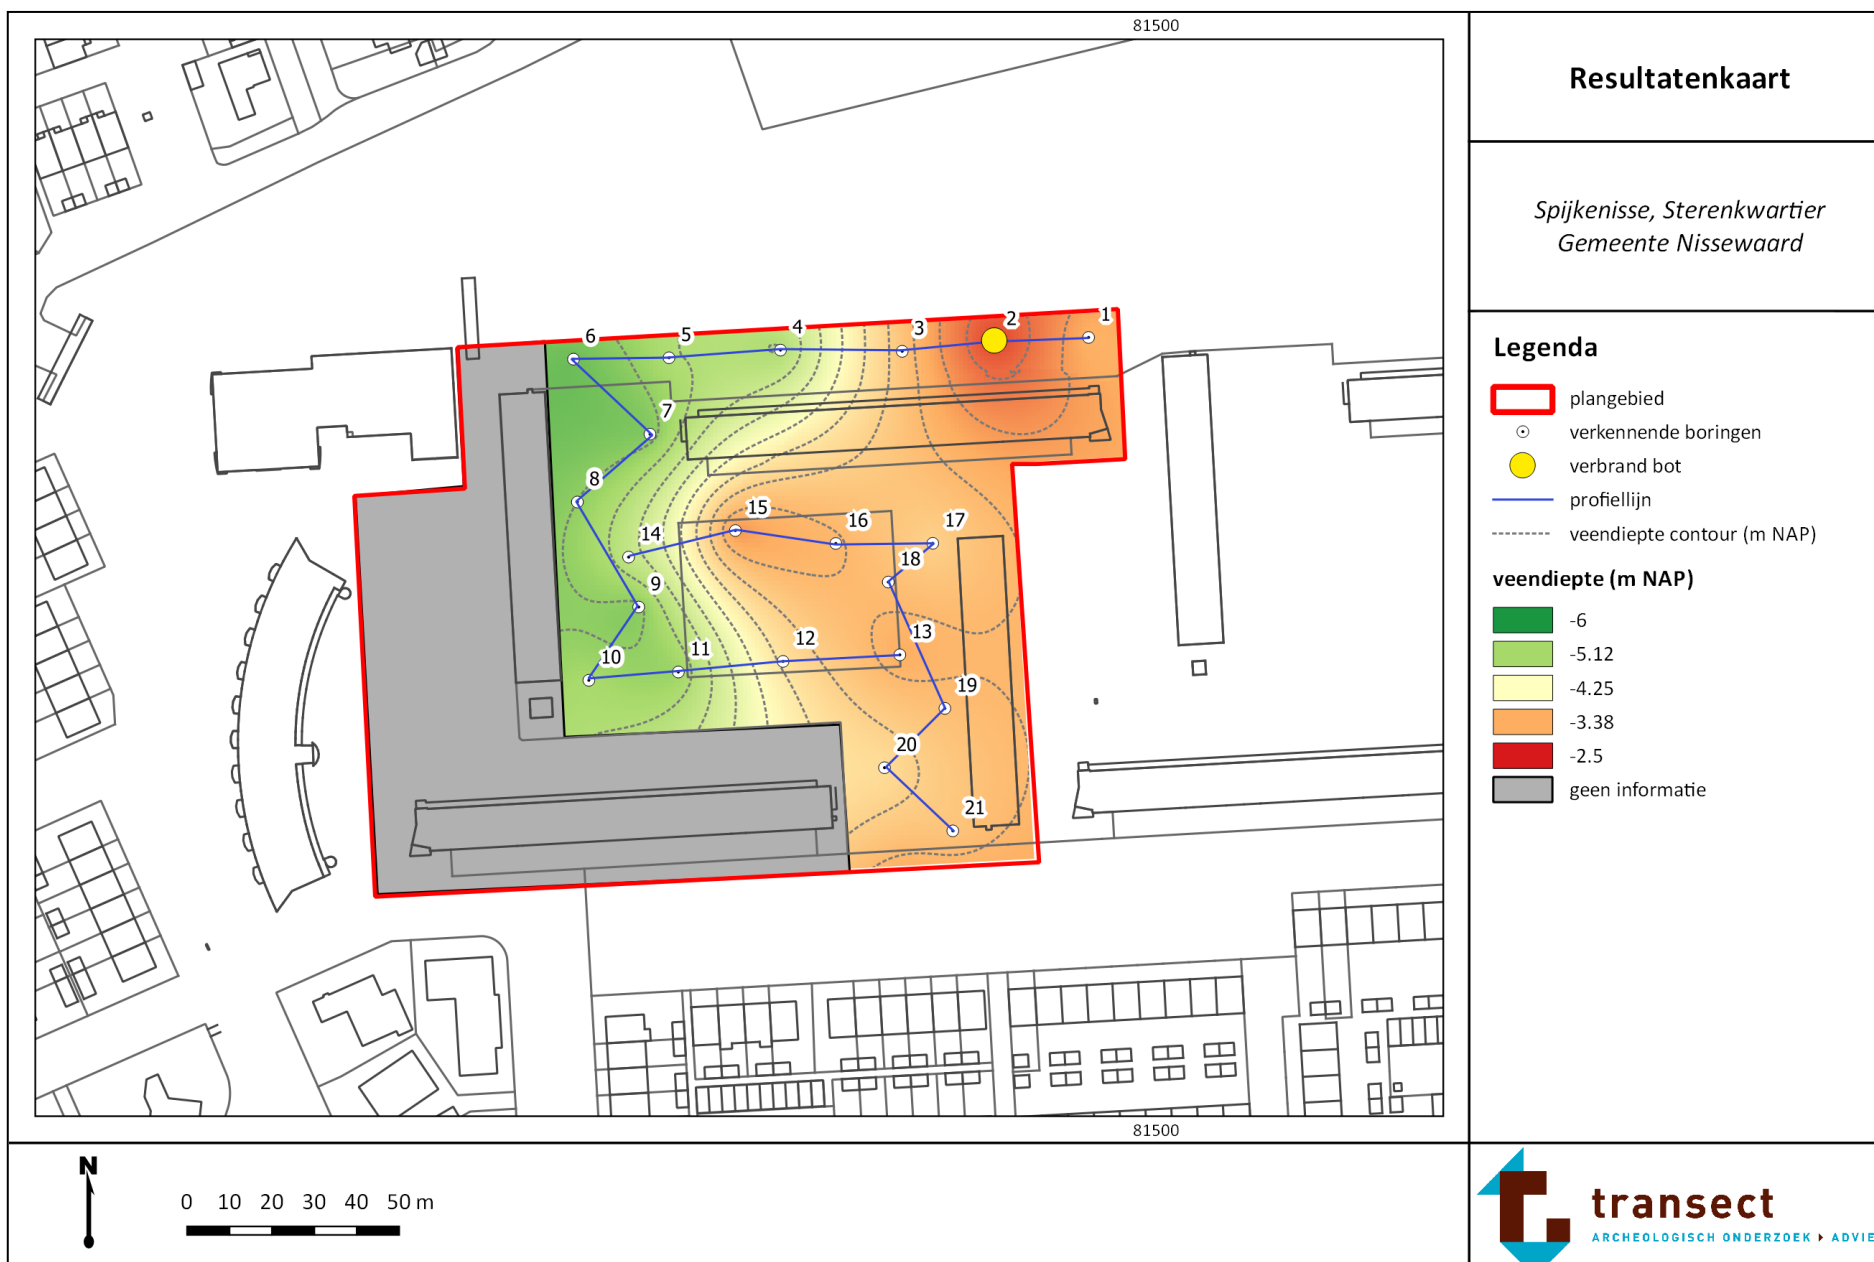 81500
Resultatenkaart
Spijkenisse, Sterenkwartier
Gemeente Nissewaard
Legenda
plangebied
verkennende boringen
verbrand bot
profiellijn
veendiepte contour (m NAP)
veendiepte (m NAP)
-6
-5.12
-4.25
-3.38
-2.5
geen informatie
1
2
3
4
5
6
7
8
9
10
11
12
13
14
15
16
17
18
19
20
21
81500
N
0 10 20 30 40 50 m
transect
ARCHEOLOGISCH ONDERZOEK ADVIE